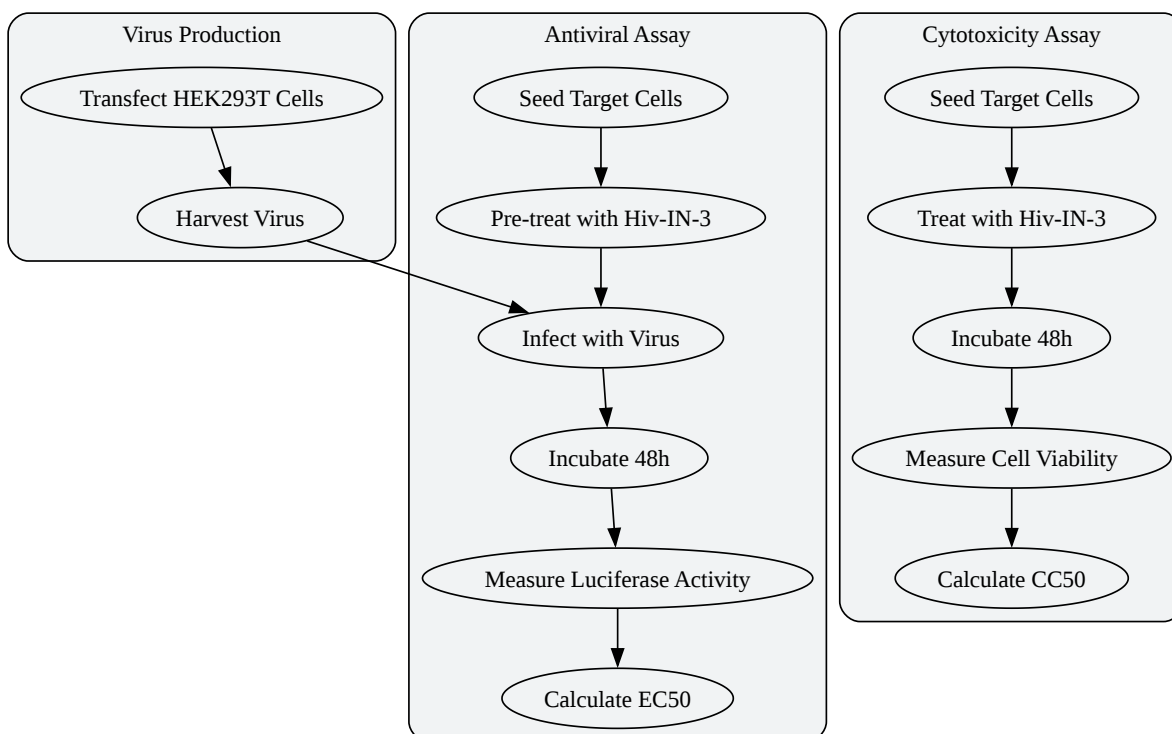 Virus Production
Transfect HEK293T Cells
Harvest Virus
Antiviral Assay
Seed Target Cells
Pre-treat with Hiv-IN-3
Infect with Virus
Incubate 48h
Measure Luciferase Activity
Calculate EC50
Cytotoxicity Assay
Seed Target Cells
Treat with Hiv-IN-3
Incubate 48h
Measure Cell Viability
Calculate CC50